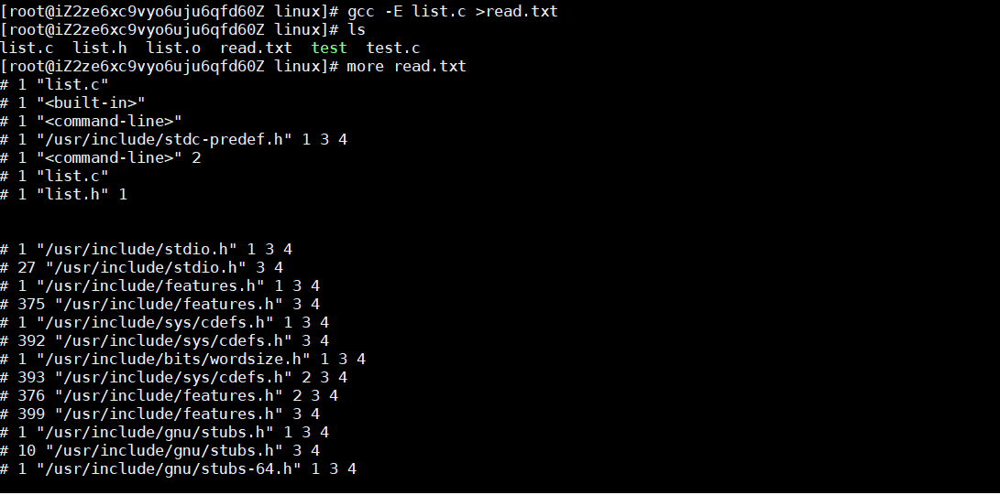 [root@iZ2ze6xc9vyo6uju6qfd60Z linux]# gcc -E list.c >read.txt
[root@iZ2ze6xc9vyo6uju6qfd60Z linux]# ls
list.c  list.h  list.o  read.txt  test  test.c
[root@iZ2ze6xc9vyo6uju6qfd60Z linux]# more read.txt
# 1 "list.c"
# 1 "<built-in>"
# 1 "<command-line>"
# 1 "/usr/include/stdc-predef.h" 1 3 4
# 1 "<command-line>" 2
# 1 "list.c"
# 1 "list.h" 1
# 1 "/usr/include/stdio.h" 1 3 4
# 27 "/usr/include/stdio.h" 3 4
# 1 "/usr/include/features.h" 1 3 4
# 375 "/usr/include/features.h" 3 4
# 1 "/usr/include/sys/cdefs.h" 1 3 4
# 392 "/usr/include/sys/cdefs.h" 3 4
# 1 "/usr/include/bits/wordsize.h" 1 3 4
# 393 "/usr/include/sys/cdefs.h" 2 3 4
# 376 "/usr/include/features.h" 2 3 4
# 399 "/usr/include/features.h" 3 4
# 1 "/usr/include/gnu/stubs.h" 1 3 4
# 10 "/usr/include/gnu/stubs.h" 3 4
# 1 "/usr/include/gnu/stubs-64.h" 1 3 4